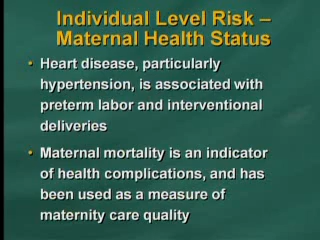 Individual Level Risk –
Maternal Health Status
• Heart disease, particularly
hypertension, is associated with
preterm labor and interventional
deliveries
• Maternal mortality is an indicator
of health complications, and has
been used as a measure of
maternity care quality